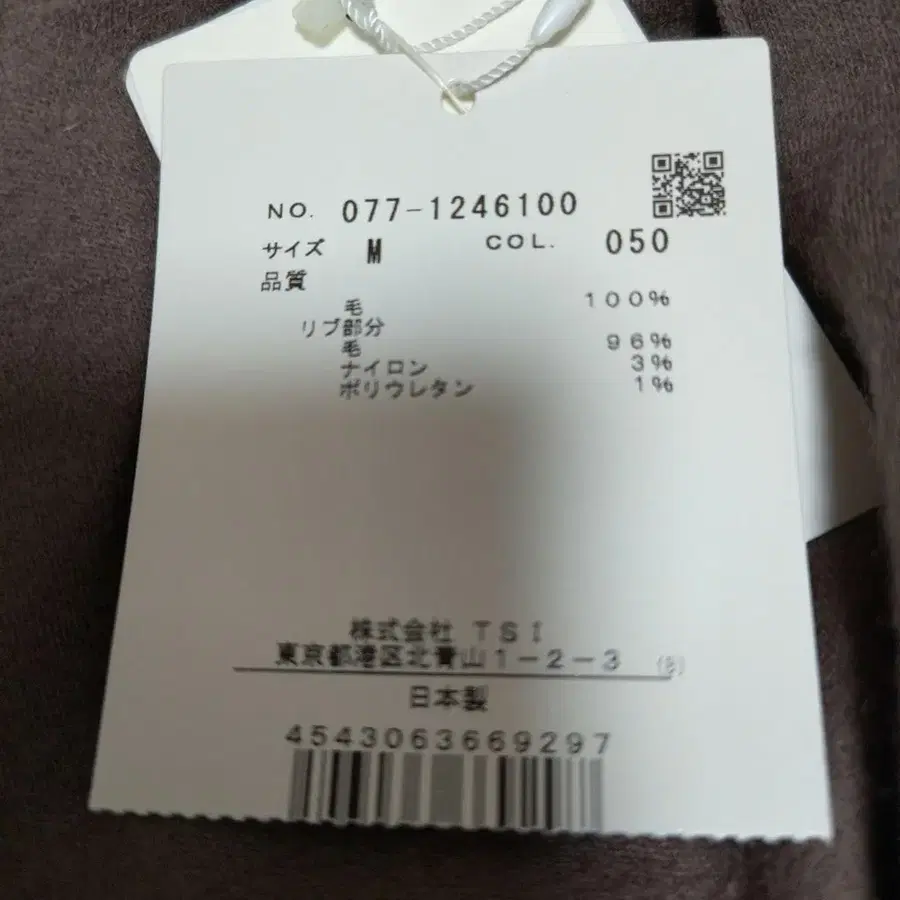 NO. 077-1246100
サイズ M COL. 050
品質
毛 100%
リブ部分
毛 96%
ナイロン 3%
ポリウレタン 1%
株式会社 TSI
東京都港区北青山1-2-3 (B)
日本製
4543063669297